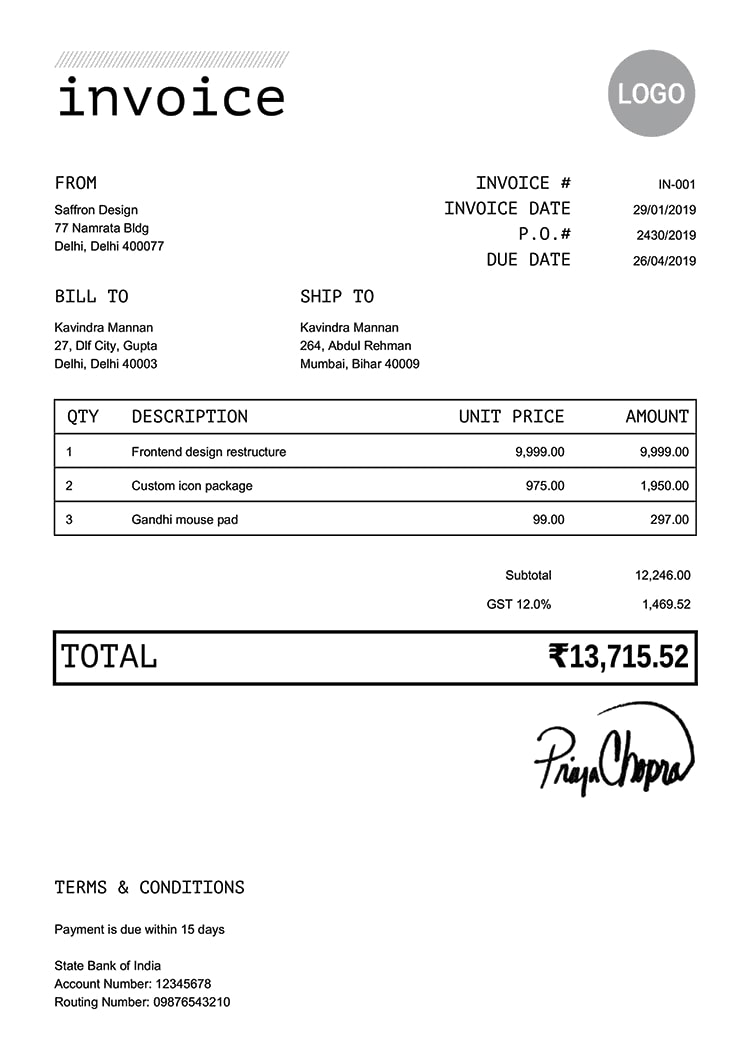 invoice
LOGO
FROM
Saffron Design
77 Namrata Bldg
Delhi, Delhi 400077
INVOICE # IN-001
INVOICE DATE 29/01/2019
P.O.# 2430/2019
DUE DATE 26/04/2019
BILL TO
Kavindra Mannan
27, Dlf City, Gupta
Delhi, Delhi 40003
SHIP TO
Kavindra Mannan
264, Abdul Rehman
Mumbai, Bihar 40009
QTY DESCRIPTION UNIT PRICE AMOUNT
1 Frontend design restructure 9,999.00 9,999.00
2 Custom icon package 975.00 1,950.00
3 Gandhi mouse pad 99.00 297.00
Subtotal 12,246.00
GST 12.0% 1,469.52
TOTAL ₹13,715.52
Priya Chopra
TERMS & CONDITIONS
Payment is due within 15 days
State Bank of India
Account Number: 12345678
Routing Number: 09876543210